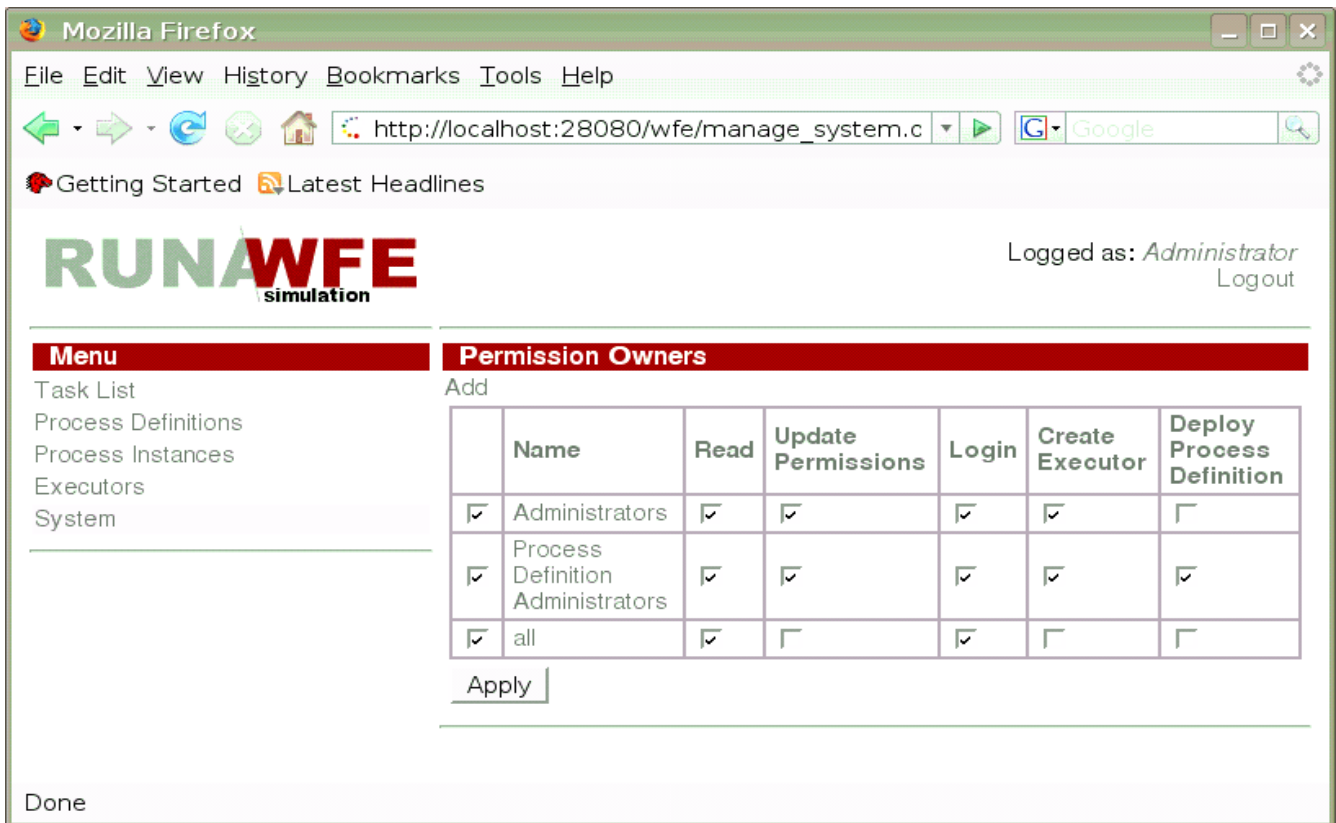 Mozilla Firefox
File Edit View History Bookmarks Tools Help
http://localhost:28080/wfe/manage_system.c G Google
Getting Started Latest Headlines
RUNAWFE
simulation
Logged as: Administrator
Logout
Menu
Task List
Process Definitions
Process Instances
Executors
System
Permission Owners
Add
Name Read Update Permissions Login Create Executor Deploy Process Definition
Administrators
Process
Definition
Administrators
all
Apply
Done